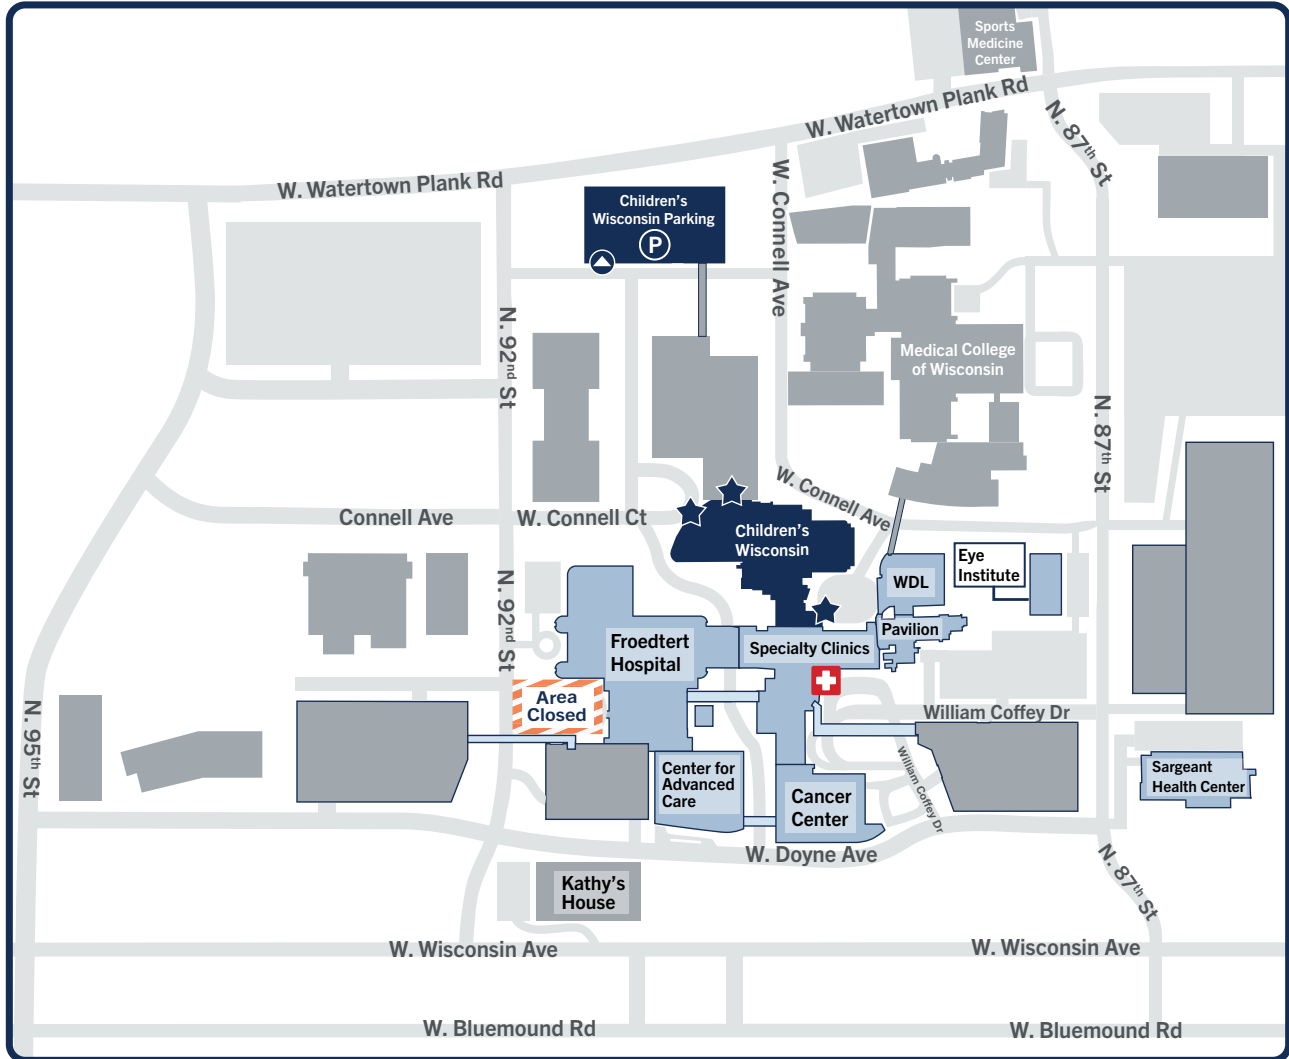 Sports
Medicine
Center
W. Watertown Plank Rd
N. 87th St
W. Watertown Plank Rd
Children's
Wisconsin Parking
P
W. Connell Ave
N. 92nd St
Medical College
of Wisconsin
N. 87th St
W. Connell Ave
Connell Ave
W. Connell Ct
Children's
Wisconsin
Eye
Institute
WDL
N. 92nd St
Pavilion
Froedtert
Hospital
Specialty Clinics
Area
Closed
N. 95th St
William Coffey Dr
William Coffey Dr
Center for
Advanced
Care
Cancer
Center
Sargeant
Health Center
W. Doyne Ave
N. 87th St
Kathy's
House
W. Wisconsin Ave
W. Wisconsin Ave
W. Bluemound Rd
W. Bluemound Rd